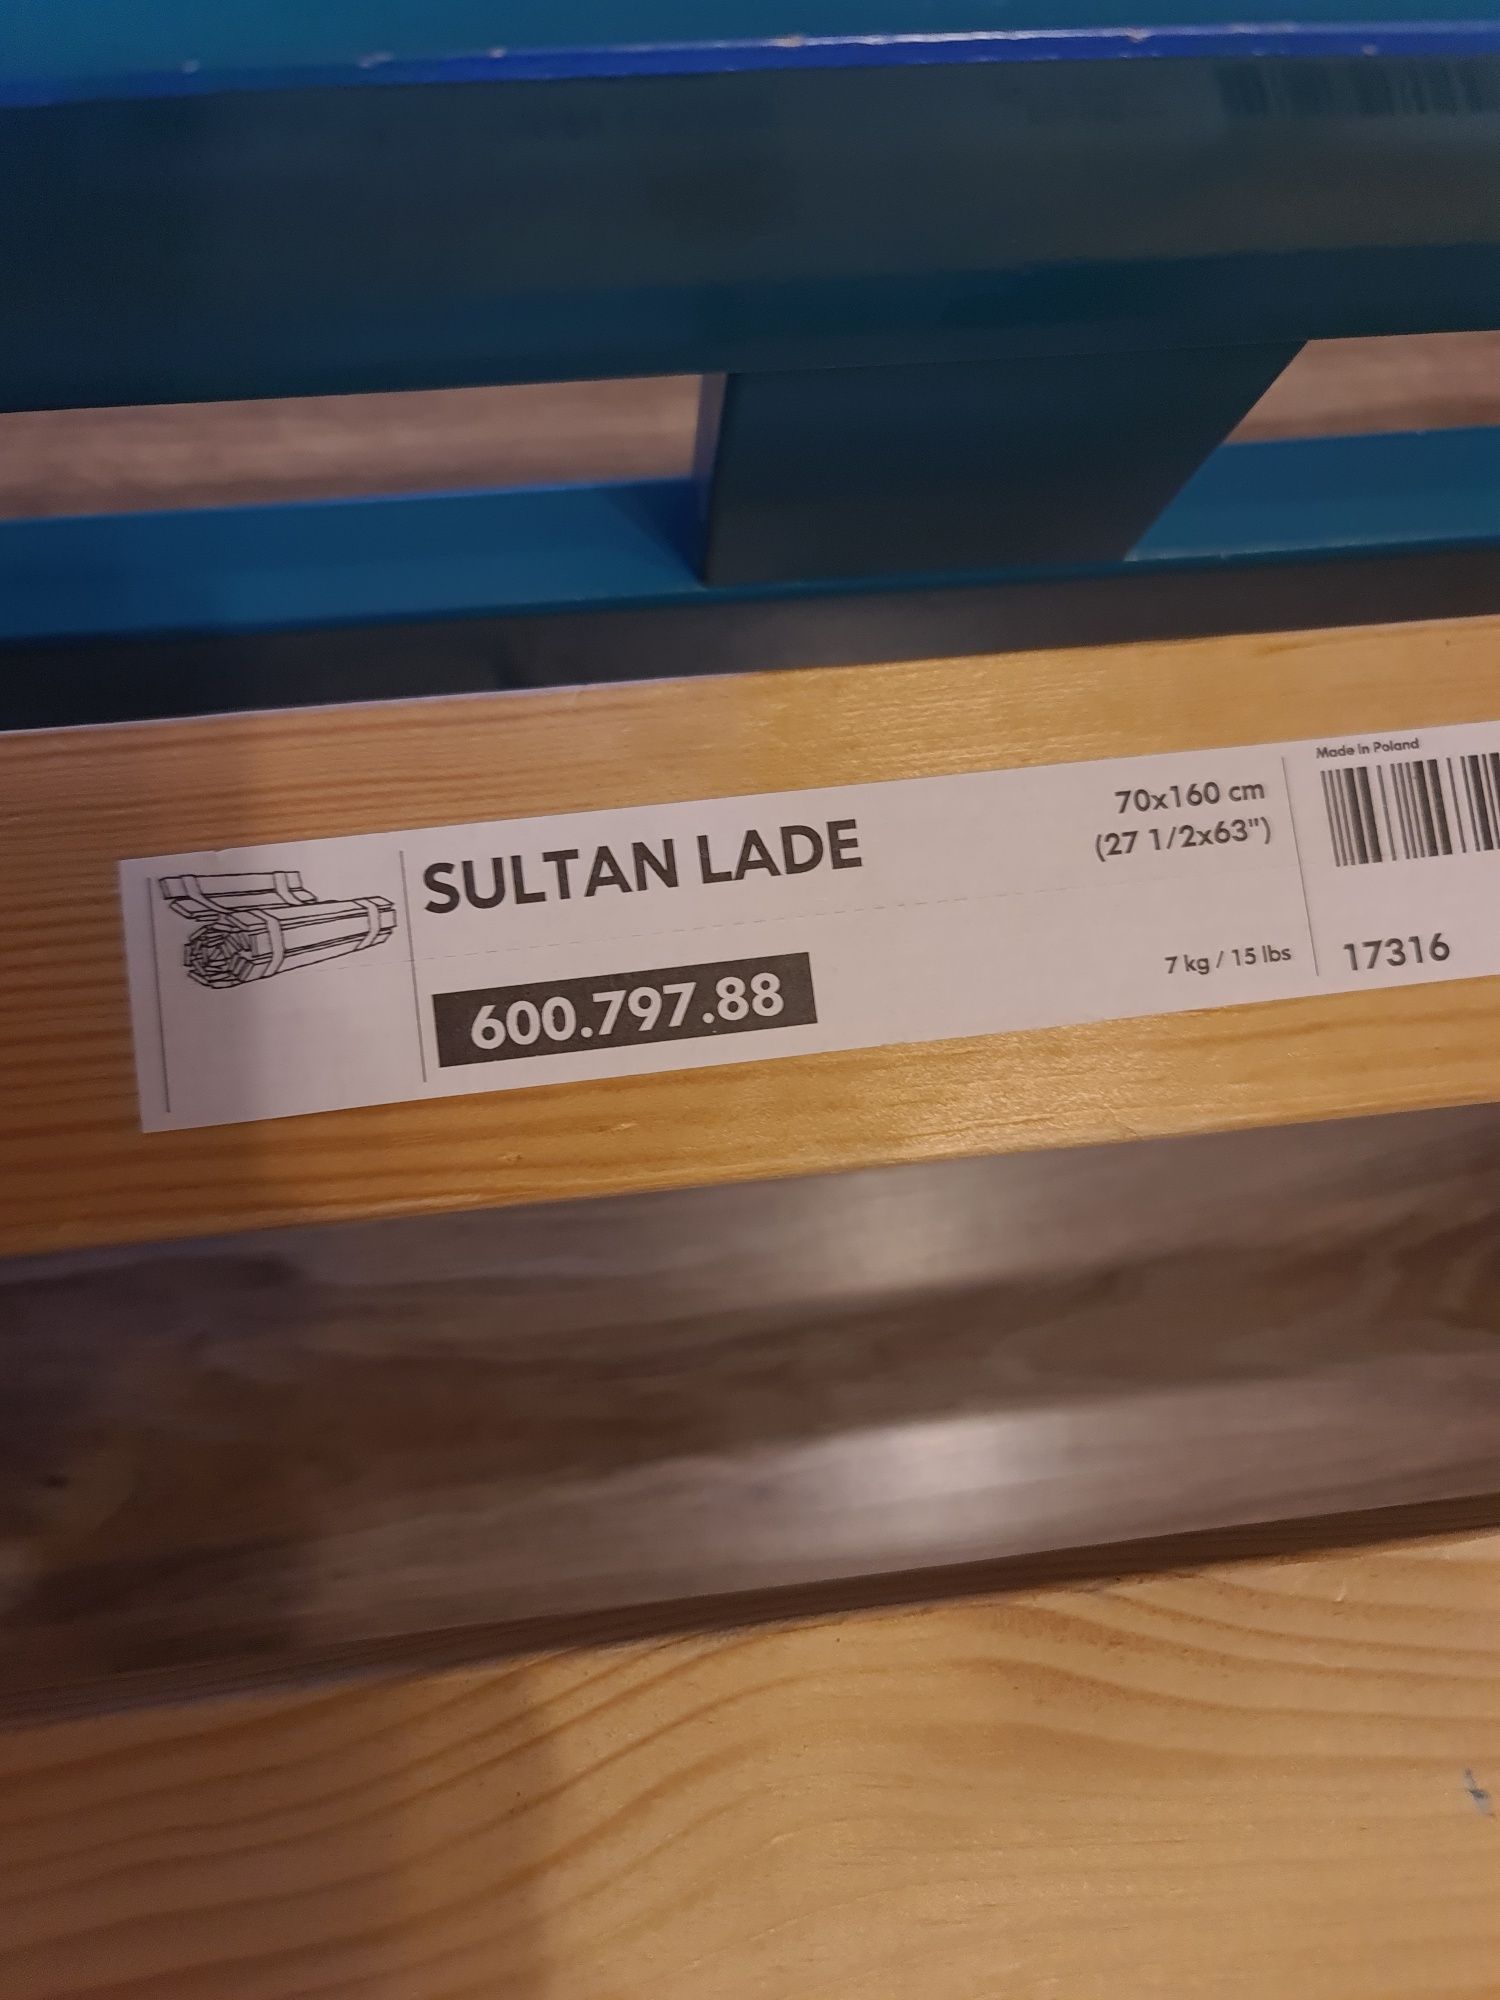 SULTAN LADE
600.797.88
70x160 cm
(27 1/2x63")
7 kg / 15 lbs
Made in Poland
17316